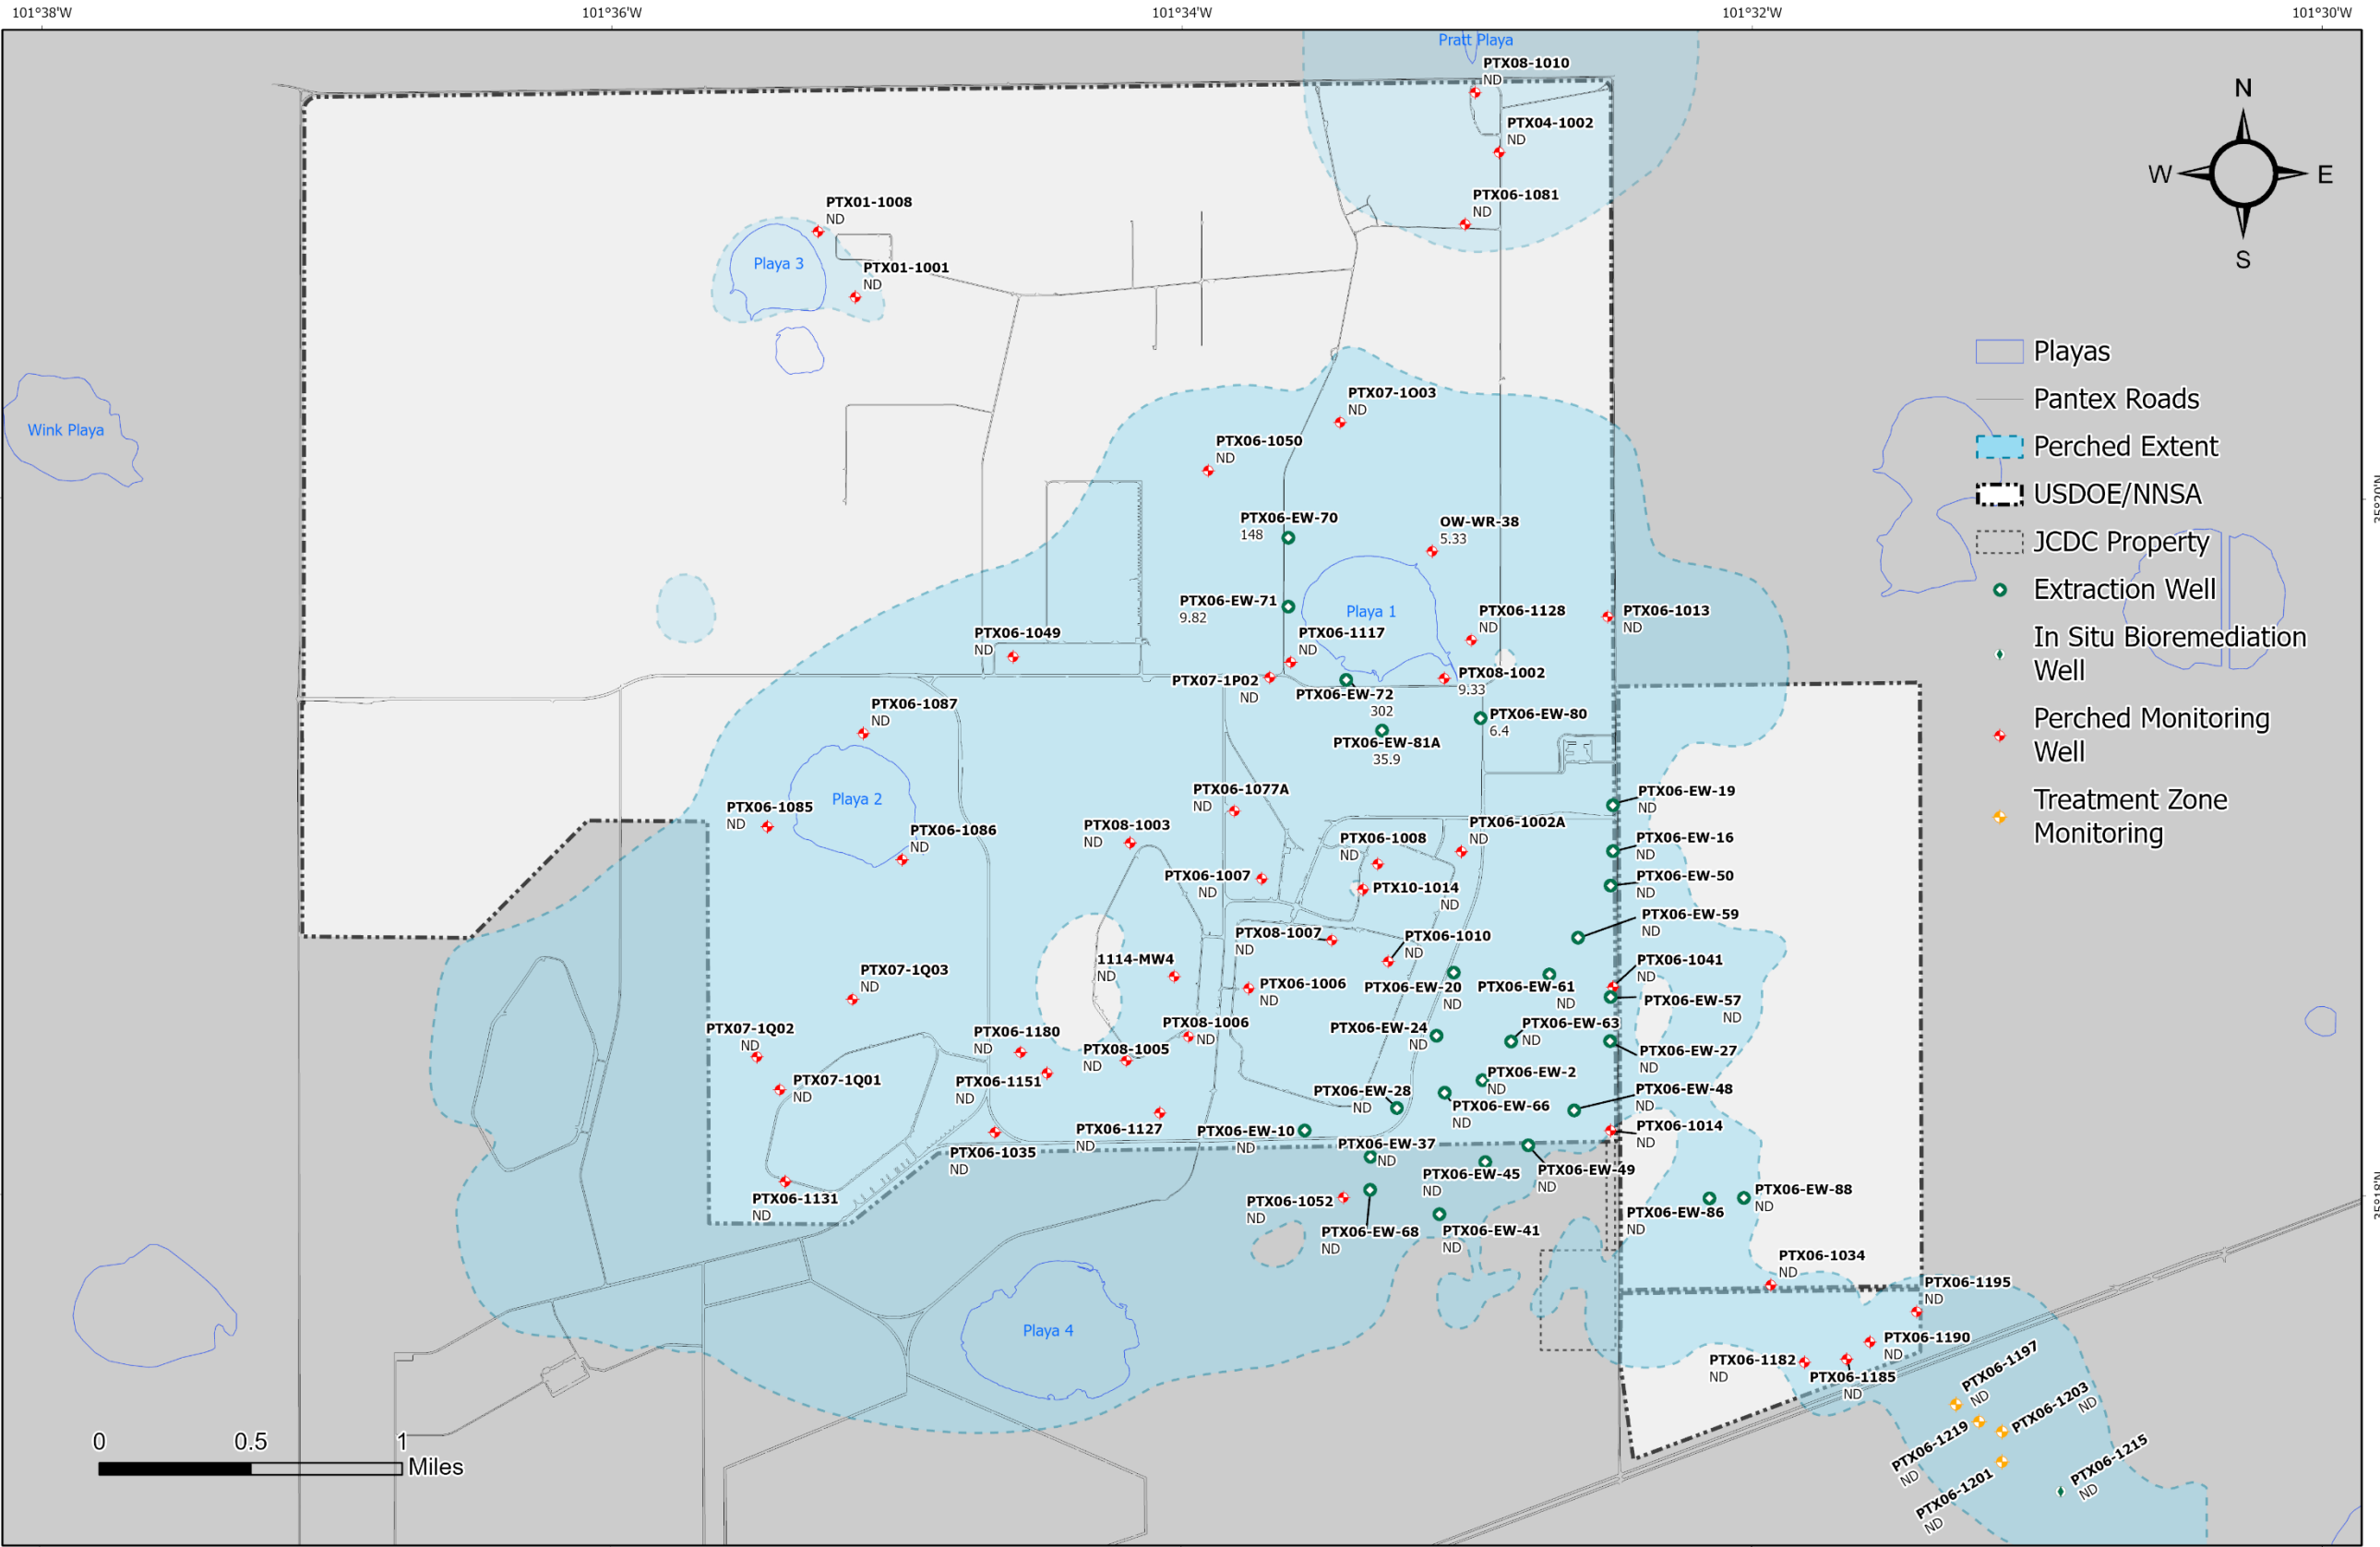 101°38'W
101°36'W
101°34'W
101°32'W
101°30'W
Pratt Playa
PTX08-1010
ND
N
PTX04-1002
ND
W
E
PTX06-1081
ND
S
PTX01-1008
ND
Playa 3
PTX01-1001
ND
Playas
Pantex Roads
Perched Extent
USDOE/NNSA
JCDC Property
Extraction Well
In Situ Bioremediation
Well
Perched Monitoring
Well
Treatment Zone
Monitoring
Wink Playa
PTX07-1O03
ND
PTX06-1050
ND
PTX06-EW-70
148
OW-WR-38
5.33
PTX06-EW-71
9.82
Playa 1
PTX06-1128
ND
PTX06-1013
ND
PTX06-1049
ND
PTX06-1117
ND
PTX07-1P02
ND
PTX06-EW-72
302
PTX08-1002
9.33
PTX06-1087
ND
PTX06-EW-80
6.4
PTX06-EW-81A
35.9
Playa 2
PTX06-1085
ND
PTX06-1086
ND
PTX06-1077A
ND
PTX06-EW-19
ND
PTX08-1003
ND
PTX06-1008
ND
PTX06-1002A
ND
PTX06-EW-16
ND
PTX06-1007
ND
PTX10-1014
ND
PTX06-EW-50
ND
PTX06-EW-59
ND
PTX08-1007
ND
PTX06-1010
ND
1114-MW4
ND
PTX07-1Q03
ND
PTX06-1041
ND
PTX06-1006
ND
PTX06-EW-20
ND
PTX06-EW-61
ND
PTX06-EW-57
ND
PTX07-1Q02
ND
PTX06-1180
ND
PTX08-1006
ND
PTX06-EW-24
ND
PTX06-EW-63
ND
PTX08-1005
ND
PTX06-EW-27
ND
PTX07-1Q01
ND
PTX06-1151
ND
PTX06-EW-2
ND
PTX06-EW-28
ND
PTX06-EW-48
ND
PTX06-EW-66
ND
PTX06-1127
ND
PTX06-EW-10
ND
PTX06-1014
ND
PTX06-1035
ND
PTX06-EW-37
ND
PTX06-EW-45
ND
PTX06-EW-49
ND
PTX06-1131
ND
PTX06-1052
ND
PTX06-EW-88
ND
PTX06-EW-86
ND
PTX06-EW-68
ND
PTX06-EW-41
ND
PTX06-1034
ND
PTX06-1195
ND
Playa 4
PTX06-1190
ND
PTX06-1182
ND
PTX06-1185
ND
PTX06-1197
ND
PTX06-1203
ND
PTX06-1219
ND
PTX06-1215
ND
PTX06-1201
ND
0
0.5
1
Miles